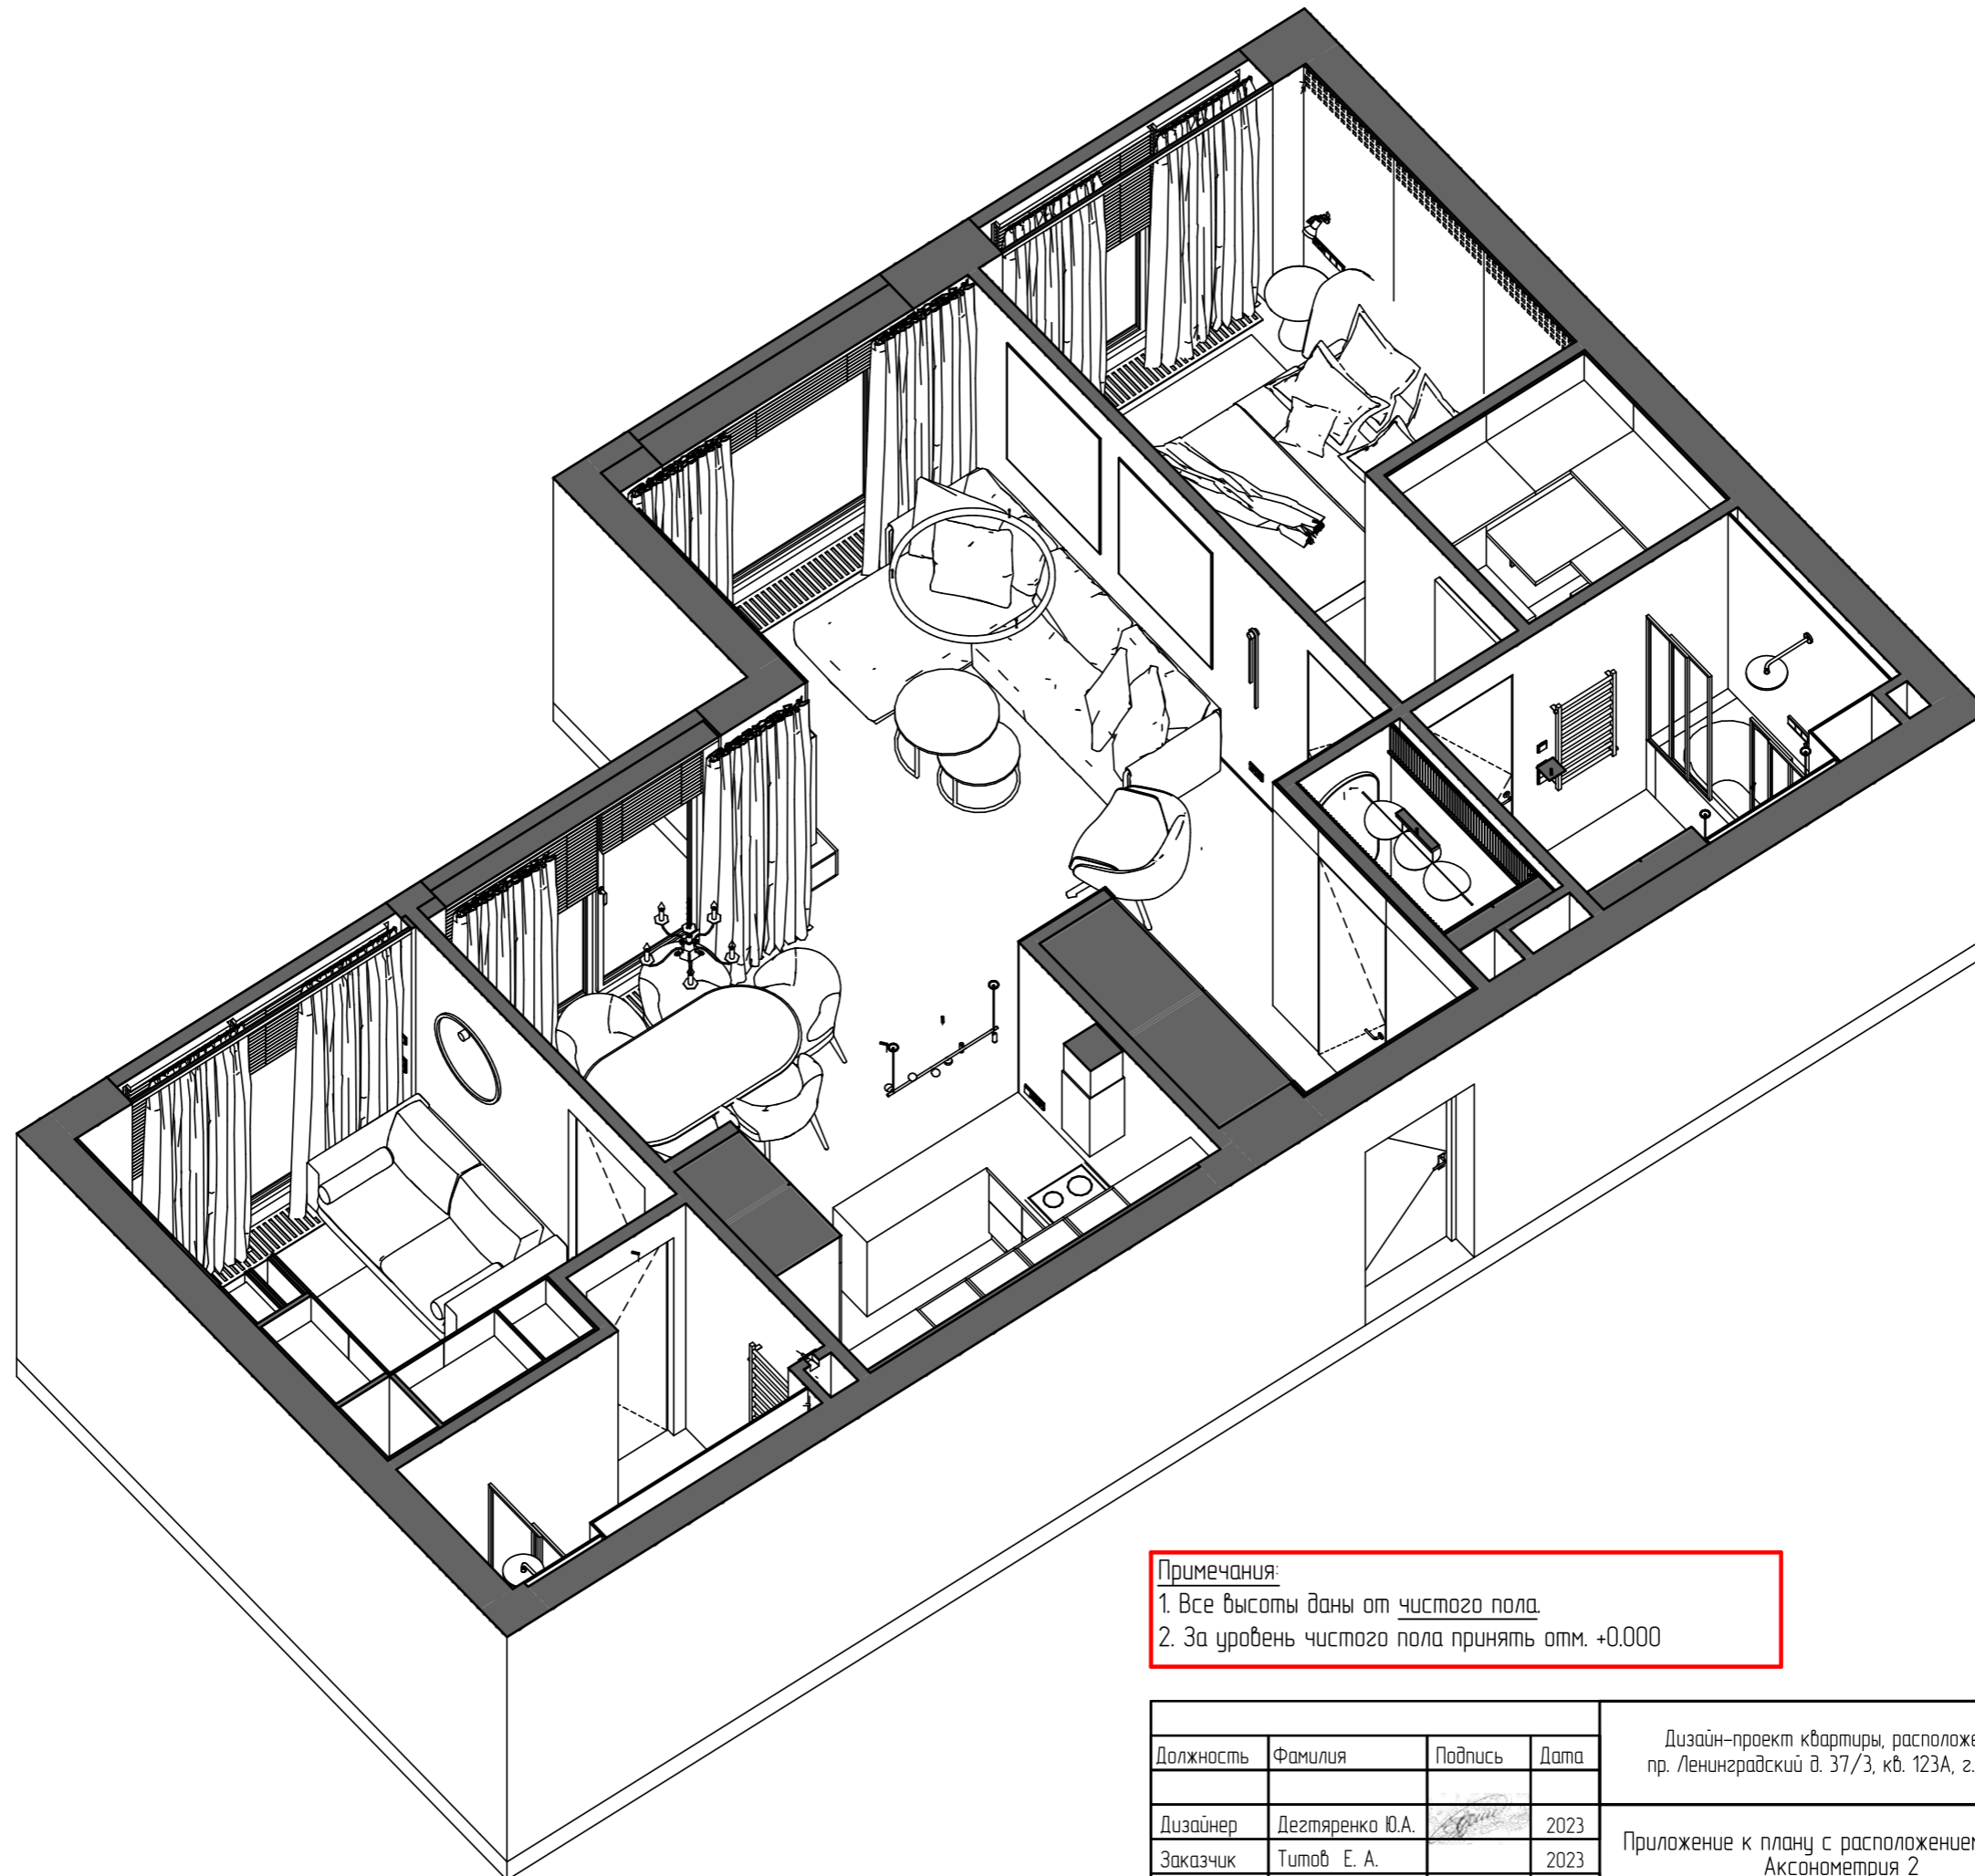 Примечания:
1. Все высоты даны от чистого пола.
2. За уровень чистого пола принять отм. +0.000
Должность Фамилия Подпись Дата
Дизайнер Дегтяренко Ю.А. 2023
Заказчик Титов Е. А. 2023
Дизайн-проект квартиры, расположе
пр. Ленинградский д. 37/3, кв. 123А, г.
Приложение к плану с расположением
Аксонометрия 2